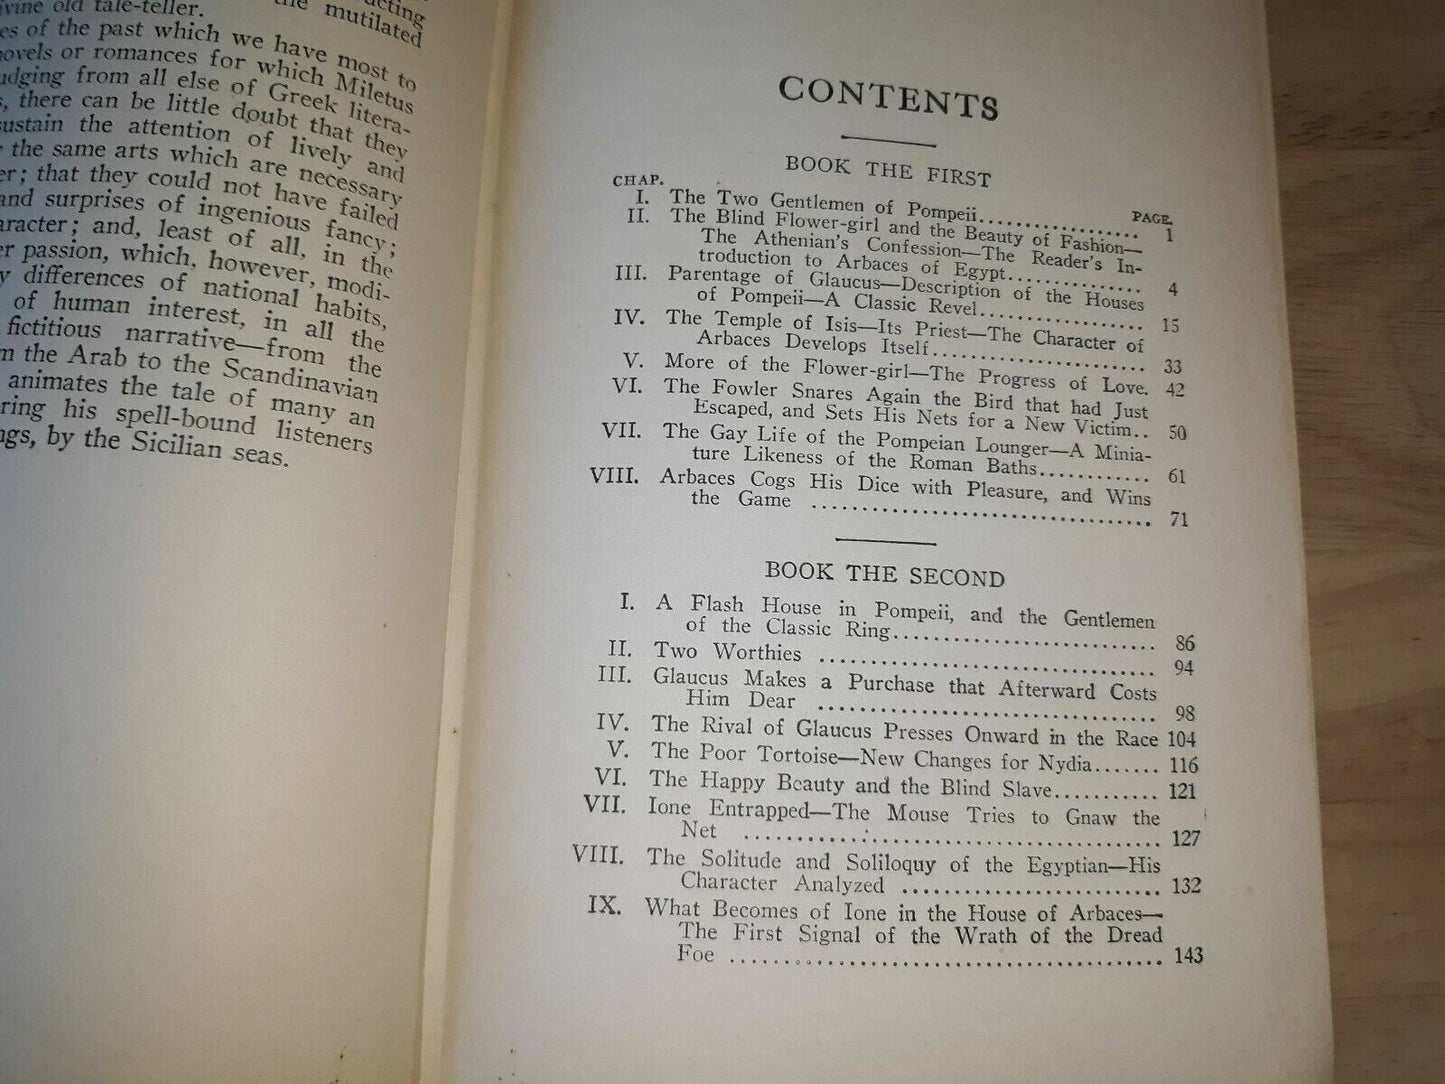 ucting
vine old tale-teller.
the mutilated
es of the past which we have most to
novels or romances for which Miletus
udging from all else of Greek litera-
s, there can be little doubt that they
sustain the attention of lively and
the same arts which are necessary
er; that they could not have failed
and surprises of ingenious fancy;
aracter; and, least of all, in the
er passion, which, however, modi-
y differences of national habits,
of human interest, in all the
fictitious narrative—from the
m the Arab to the Scandinavian
animates the tale of many an
ring his spell-bound listeners
ngs, by the Sicilian seas.
CONTENTS
BOOK THE FIRST
CHAP. PAGE.
I. The Two Gentlemen of Pompeii................ 1
II. The Blind Flower-girl and the Beauty of Fashion—
The Athenian's Confession—The Reader's In-
troduction to Arbaces of Egypt............. 4
III. Parentage of Glaucus—Description of the Houses
of Pompeii—A Classic Revel................ 15
IV. The Temple of Isis—Its Priest—The Character of
Arbaces Develops Itself..................... 33
V. More of the Flower-girl—The Progress of Love. 42
VI. The Fowler Snares Again the Bird that had Just
Escaped, and Sets His Nets for a New Victim.. 50
VII. The Gay Life of the Pompeian Lounger—A Minia-
ture Likeness of the Roman Baths........... 61
VIII. Arbaces Cogs His Dice with Pleasure, and Wins
the Game .................................. 71
BOOK THE SECOND
I. A Flash House in Pompeii, and the Gentlemen
of the Classic Ring.......................... 86
II. Two Worthies ................................. 94
III. Glaucus Makes a Purchase that Afterward Costs
Him Dear .................................. 98
IV. The Rival of Glaucus Presses Onward in the Race 104
V. The Poor Tortoise—New Changes for Nydia....... 116
VI. The Happy Beauty and the Blind Slave........... 121
VII. Ione Entrapped—The Mouse Tries to Gnaw the
Net ......................................... 127
VIII. The Solitude and Soliloquy of the Egyptian—His
Character Analyzed ......................... 132
IX. What Becomes of Ione in the House of Arbaces—
The First Signal of the Wrath of the Dread
Foe ......................................... 143